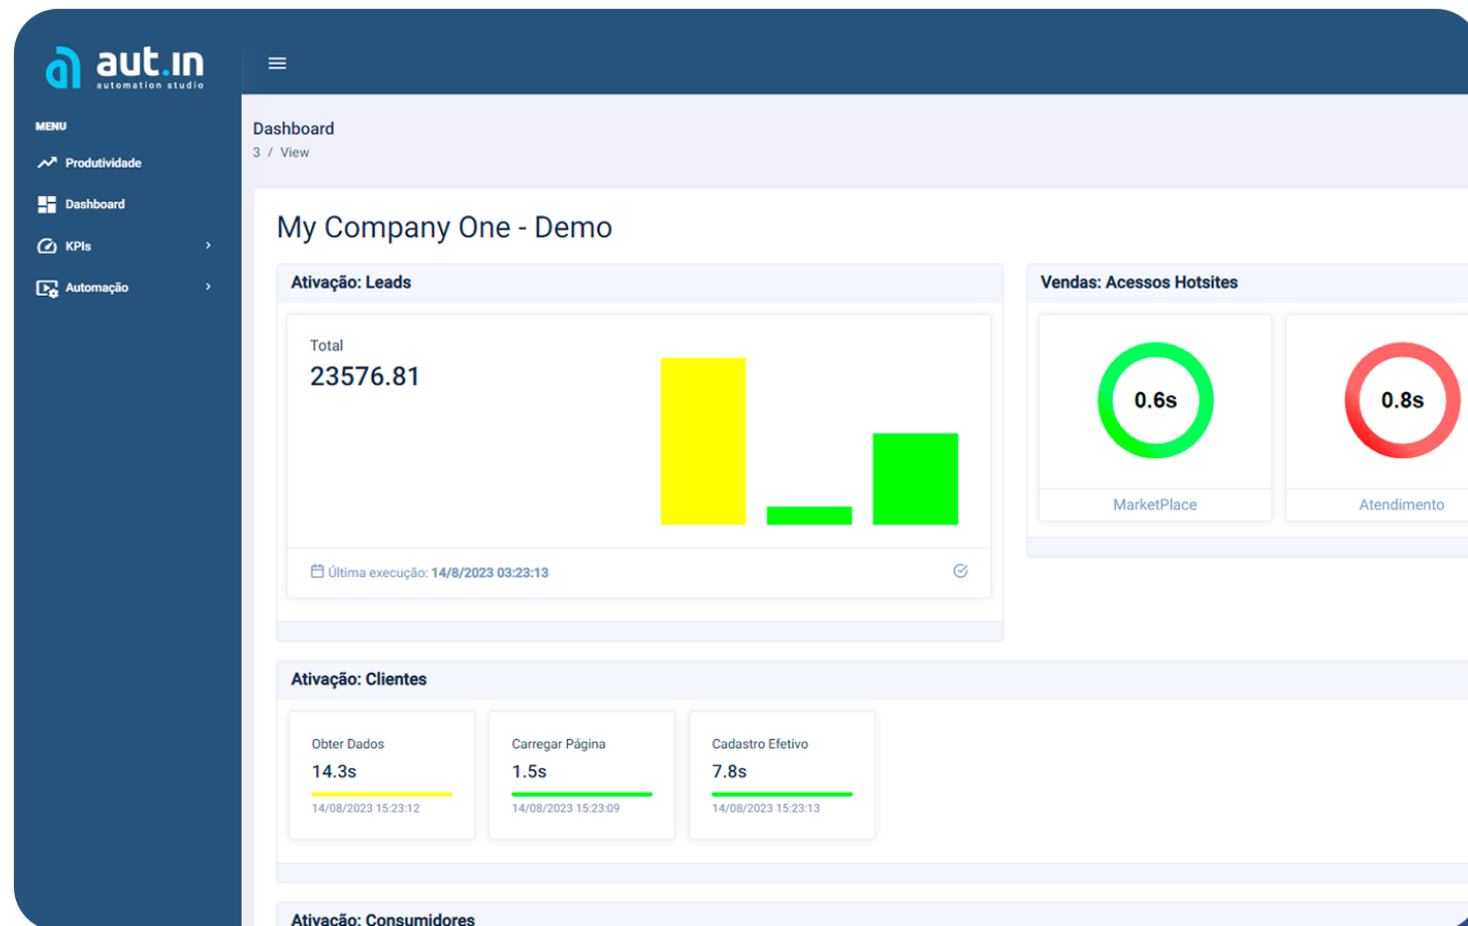 aut.in
automation studio
MENU
Produtividade
Dashboard
KPIs
Automação
Dashboard
3 / View
My Company One - Demo
Ativação: Leads
Total
23576.81
Última execução: 14/8/2023 03:23:13
Vendas: Acessos Hotsites
0.6s
MarketPlace
0.8s
Atendimento
Ativação: Clientes
Obter Dados
14.3s
14/08/2023 15:23:12
Carregar Página
1.5s
14/08/2023 15:23:09
Cadastro Efetivo
7.8s
14/08/2023 15:23:13
Ativação: Consumidores